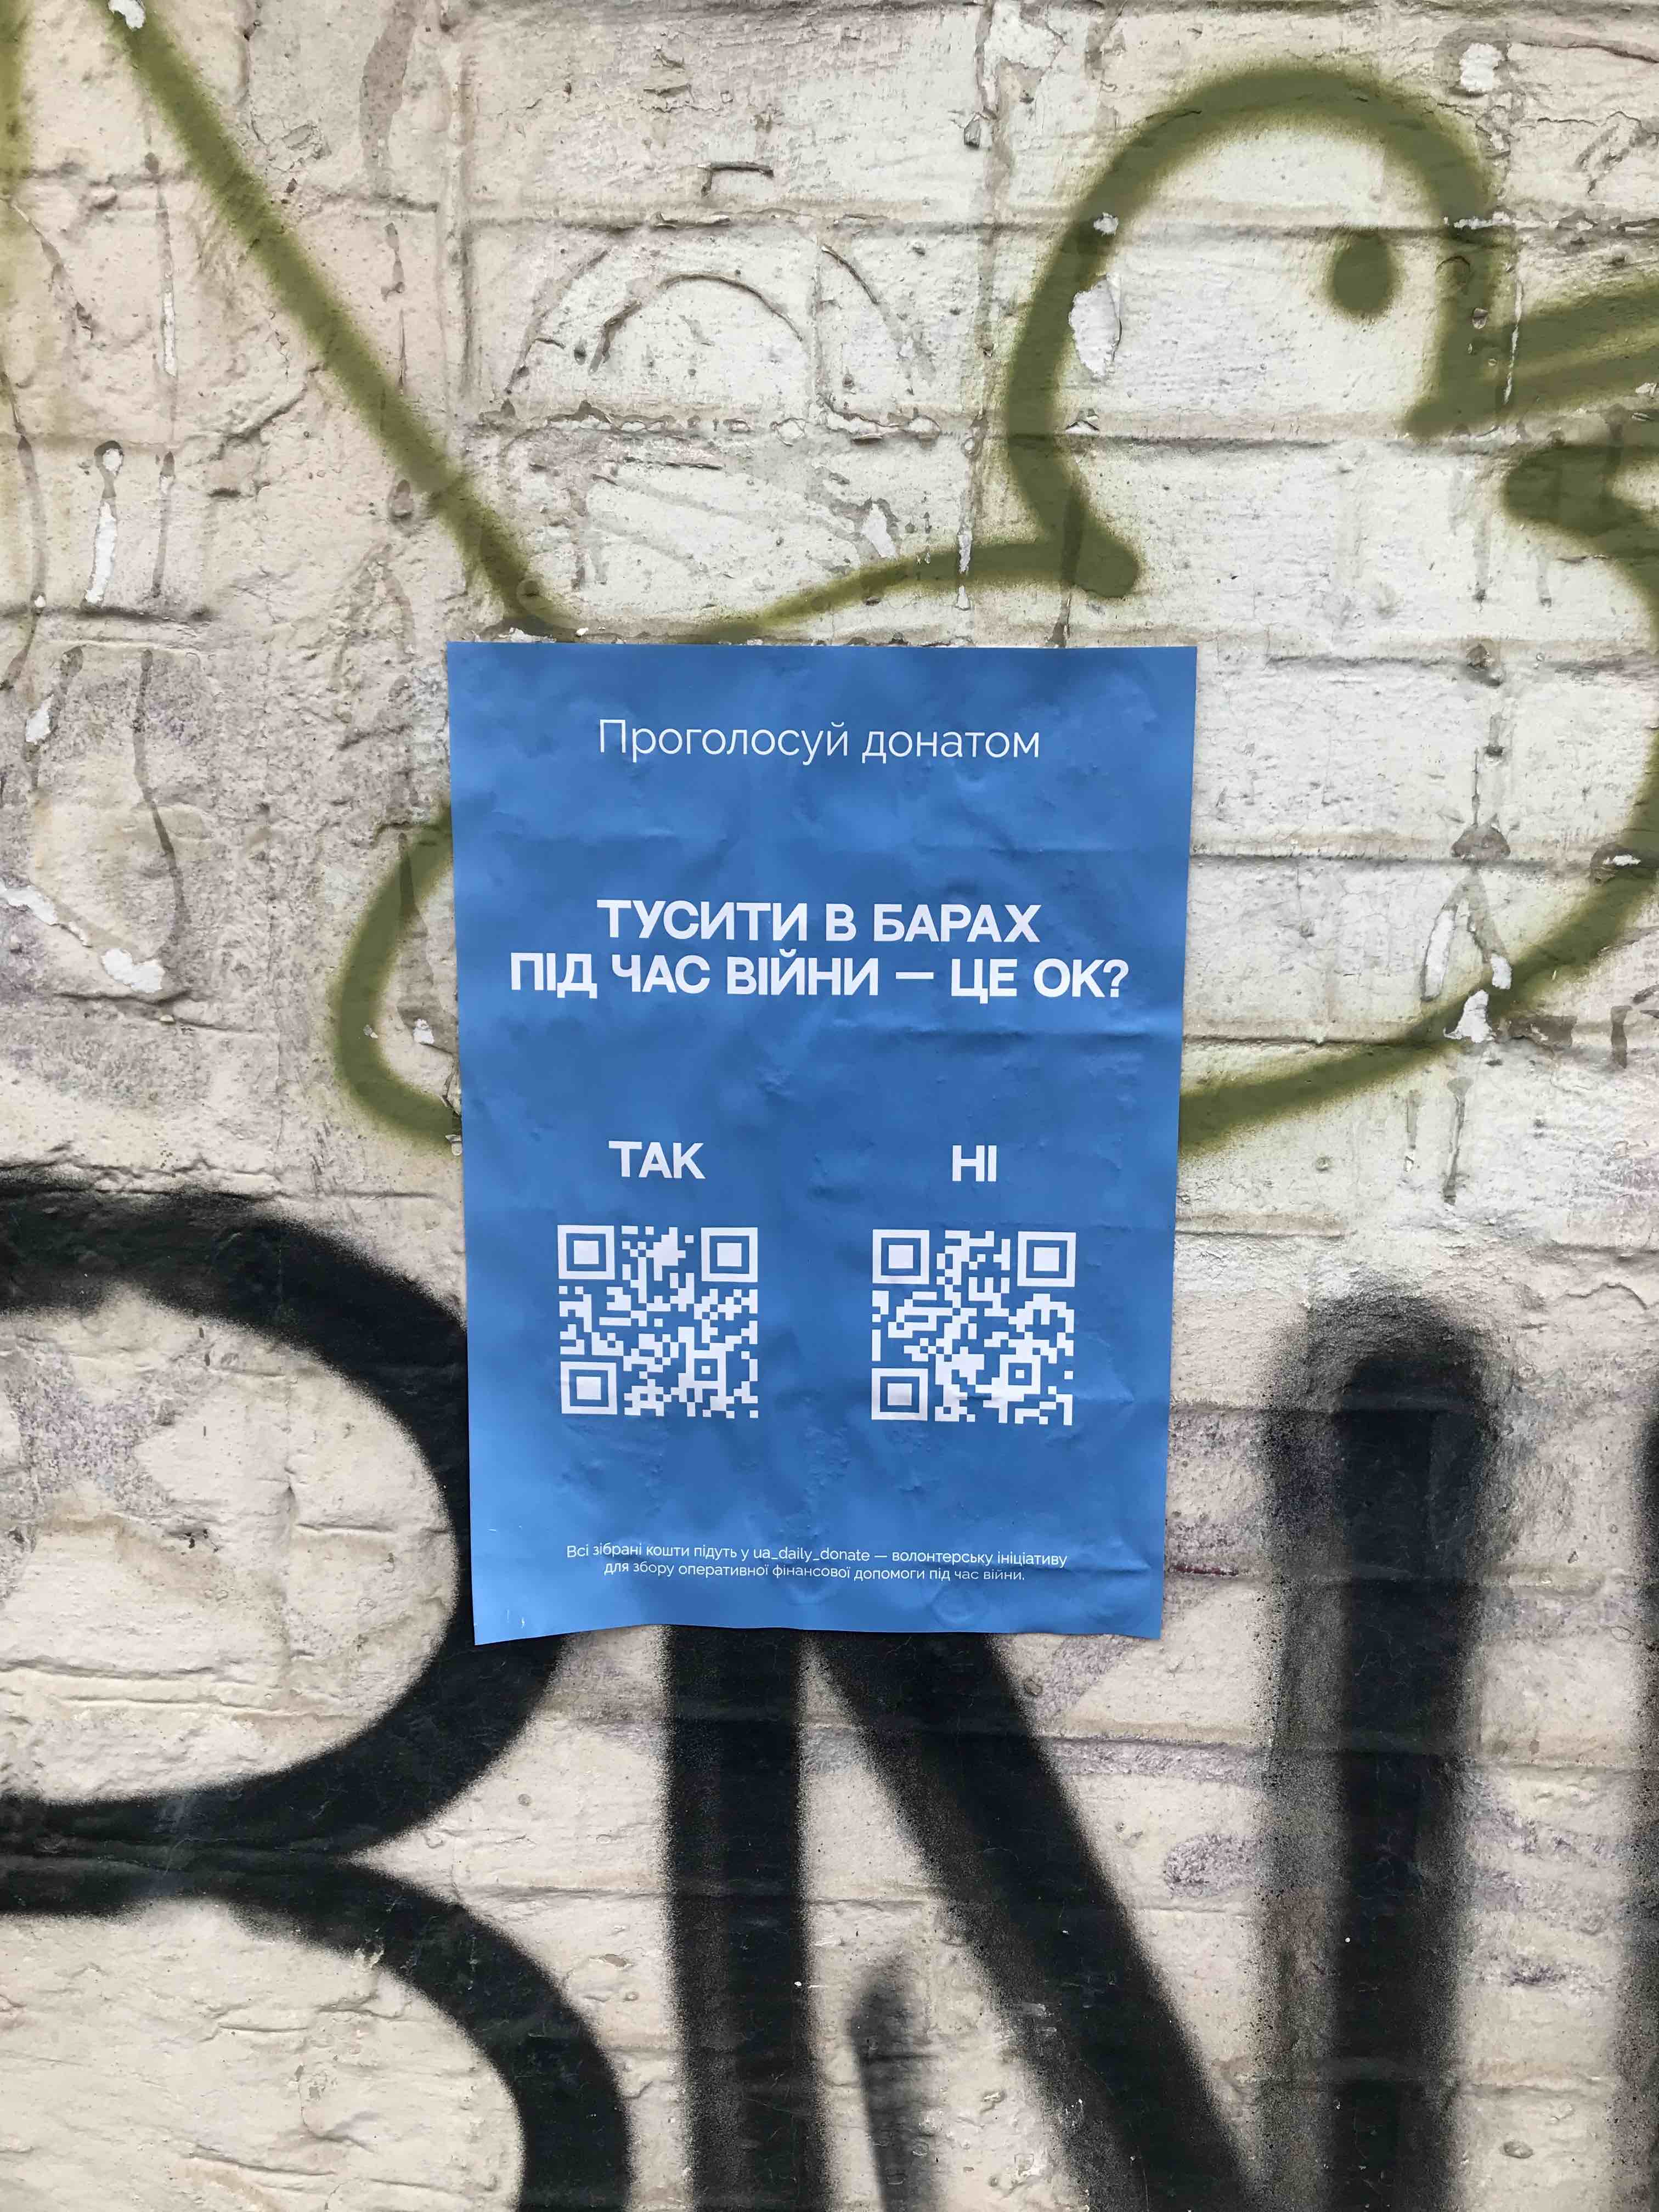 Проголосуй донатом
ТУСИТИ В БАРАХ
ПІД ЧАС ВІЙНИ — ЦЕ ОК?
ТАК
НІ
Всі зібрані кошти підуть у ua_daily_donate — волонтерську ініціативу
для збору оперативної фінансової допомоги під час війни.